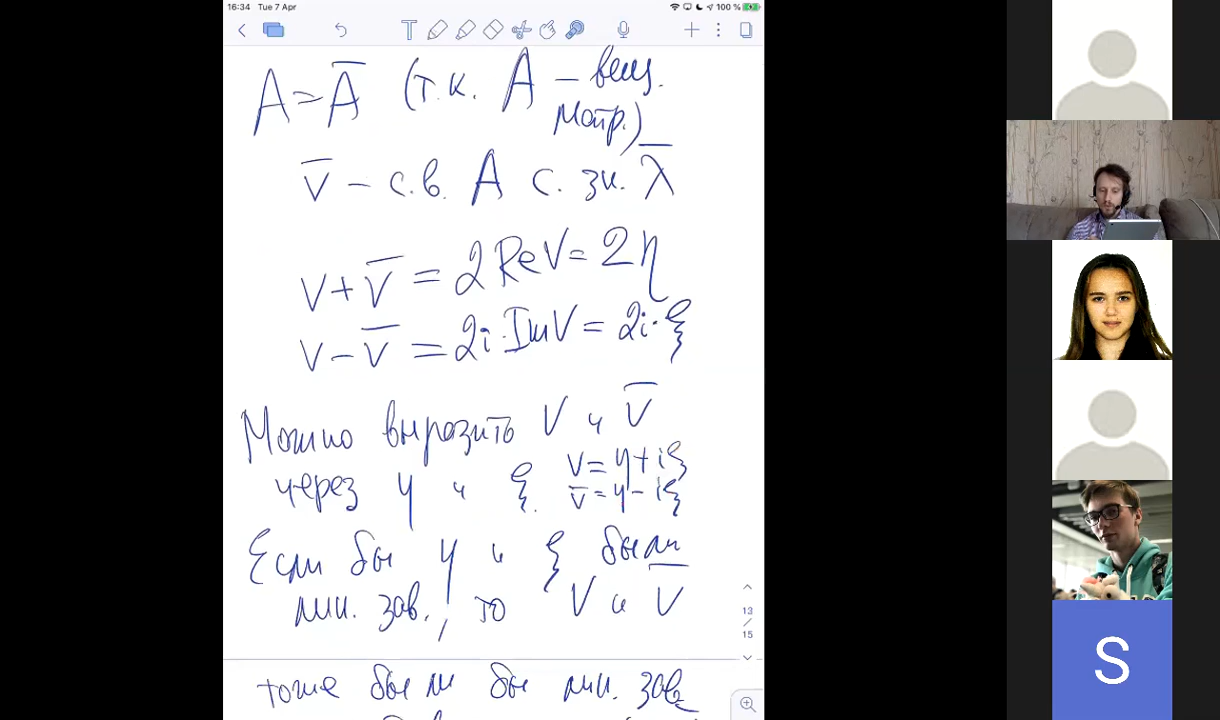 16:34 Tue 7 Apr
100 %
T
A = A̅ (т.к. A – вещ.
матр.)
v̅ – с.в. A с. зн. λ̅
v + v̅ = 2 Re v = 2η
v – v̅ = 2i · Im v = 2i · ξ
Можно выразить v и v̅
через η и ξ.
v = η + iξ
v̅ = η – iξ
Если бы η и ξ были
лин. зав., то v и v̅
13
/
15
тоже были бы лин. зав.
S